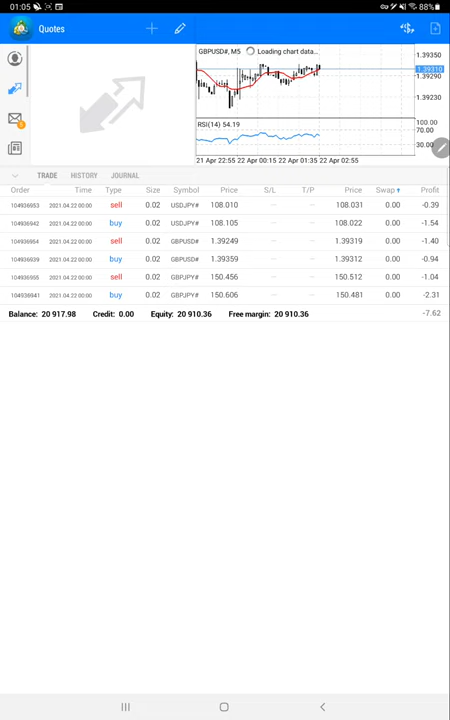 01:05 88%
Quotes
GBPUSD#, M5 Loading chart data...
1.39350
1.39310
1.39290
1.39230
RSI(14) 54.19
100.00
70.00
30.00
21 Apr 22:55 22 Apr 00:15 22 Apr 01:35 22 Apr 02:55
TRADE HISTORY JOURNAL
Order Time Type Size Symbol Price S/L T/P Price Swap Profit
104936953 2021.04.22 00:00 sell 0.02 USDJPY# 108.010 — — 108.031 0.00 -0.39
104936942 2021.04.22 00:00 buy 0.02 USDJPY# 108.105 — — 108.022 0.00 -1.54
104936954 2021.04.22 00:00 sell 0.02 GBPUSD# 1.39249 — — 1.39319 0.00 -1.40
104936939 2021.04.22 00:00 buy 0.02 GBPUSD# 1.39359 — — 1.39312 0.00 -0.94
104936955 2021.04.22 00:00 sell 0.02 GBPJPY# 150.456 — — 150.512 0.00 -1.04
104936941 2021.04.22 00:00 buy 0.02 GBPJPY# 150.606 — — 150.481 0.00 -2.31
Balance: 20 917.98 Credit: 0.00 Equity: 20 910.36 Free margin: 20 910.36 -7.62